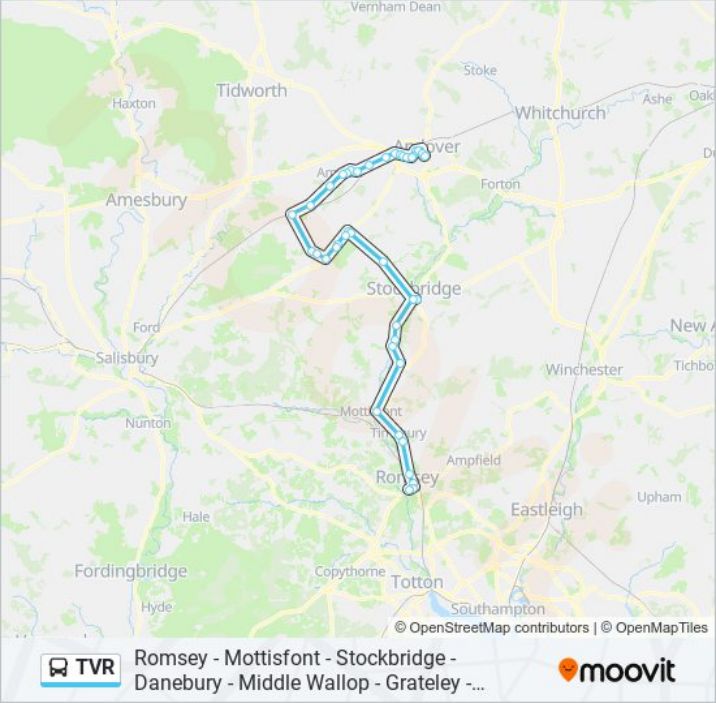 Vernham Dean
Stoke
Tidworth
Haxton
Whitchurch
Ashe
Andover
Amesbury
Forton
Stockbridge
Ford
New A
Salisbury
Winchester
Tichbo
Mottisfont
Nunton
Timsbury
Ampfield
Romsey
Upham
Eastleigh
Hale
Fordingbridge
Copythorne
Totton
Hyde
Southampton
© OpenStreetMap contributors | © OpenMapTiles
TVR
Romsey - Mottisfont - Stockbridge -
Danebury - Middle Wallop - Grateley -...
moovit